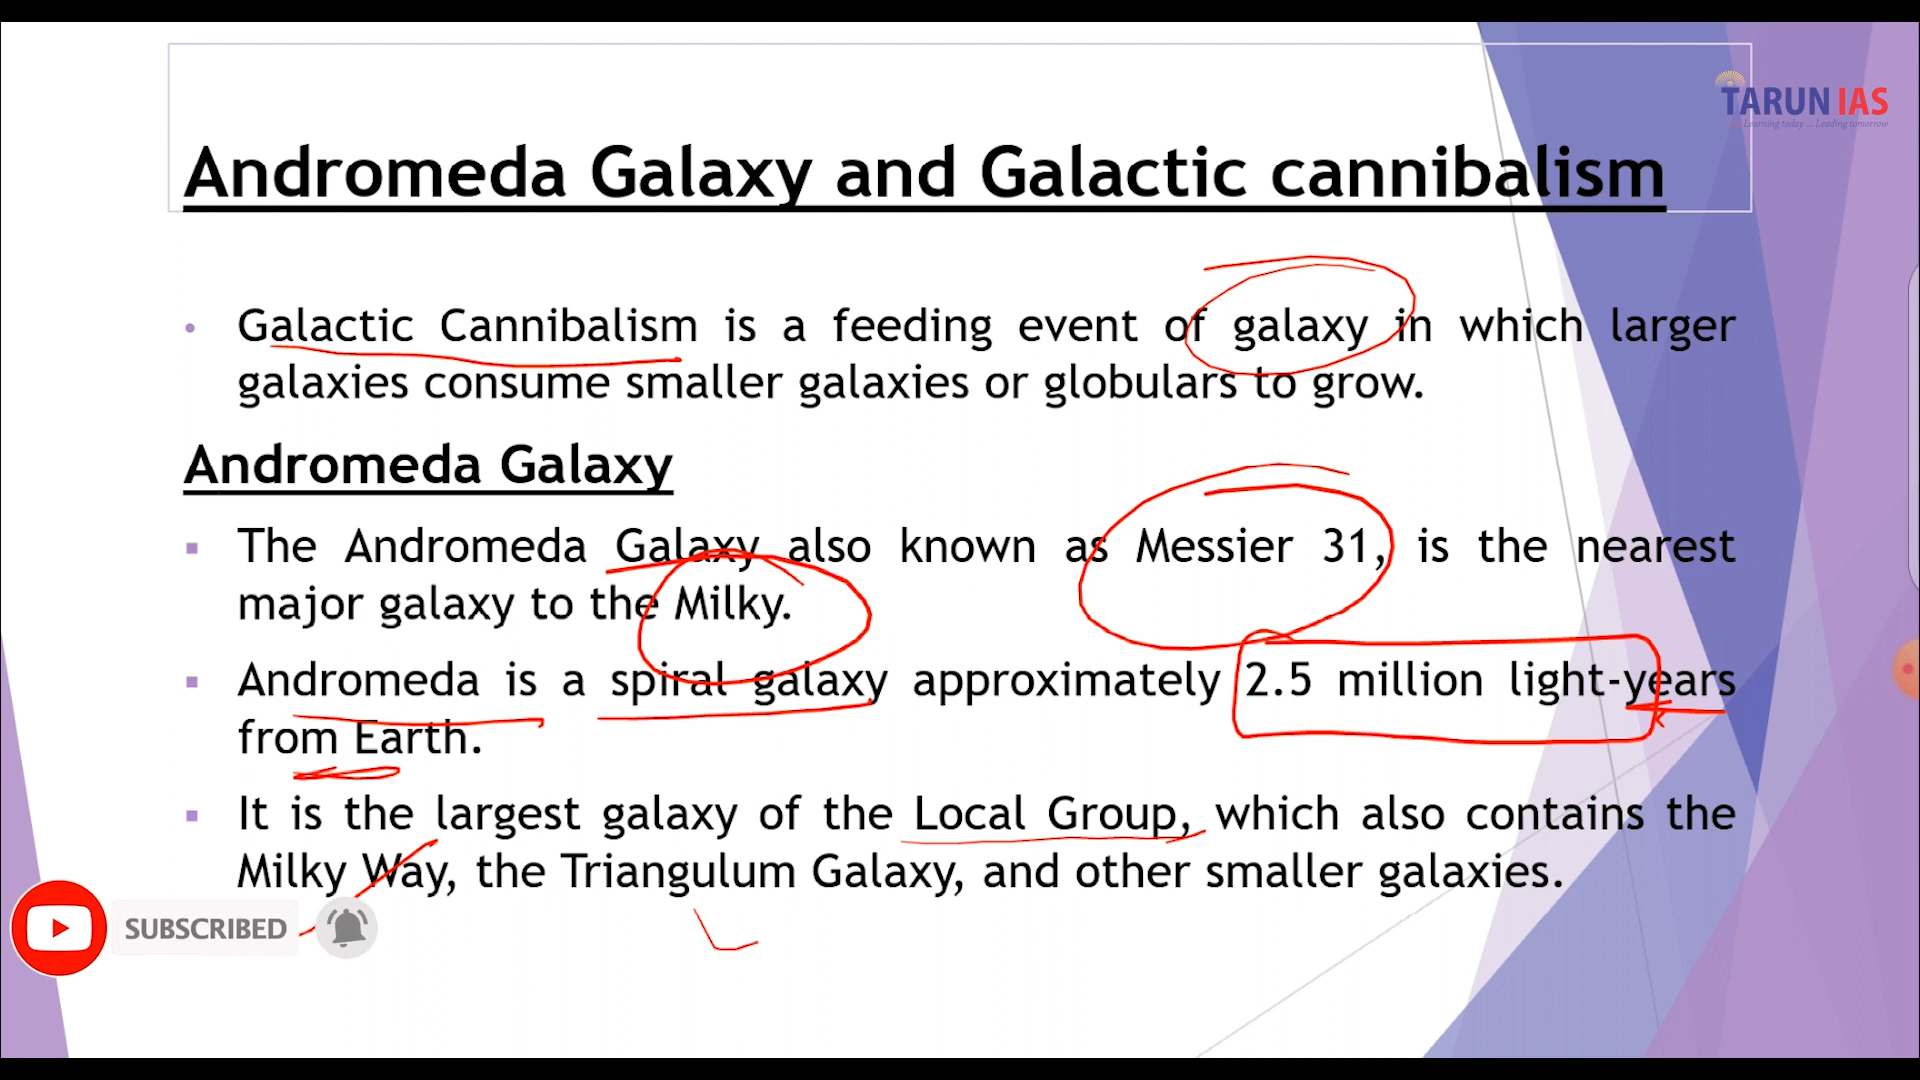 TARUN IAS
Learning today ... Leading tomorrow
Andromeda Galaxy and Galactic cannibalism
• Galactic Cannibalism is a feeding event of galaxy in which larger
galaxies consume smaller galaxies or globulars to grow.
Andromeda Galaxy
▪ The Andromeda Galaxy also known as Messier 31, is the nearest
major galaxy to the Milky.
▪ Andromeda is a spiral galaxy approximately 2.5 million light-years
from Earth.
▪ It is the largest galaxy of the Local Group, which also contains the
Milky Way, the Triangulum Galaxy, and other smaller galaxies.
SUBSCRIBED